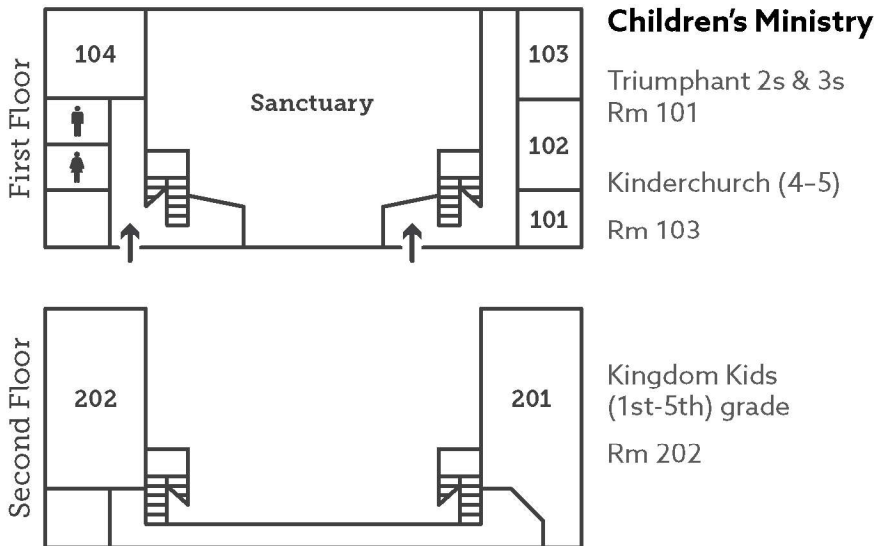 First Floor
104
Sanctuary
103
102
101
Children's Ministry
Triumphant 2s & 3s
Rm 101
Kinderchurch (4–5)
Rm 103
Second Floor
202
201
Kingdom Kids
(1st-5th) grade
Rm 202